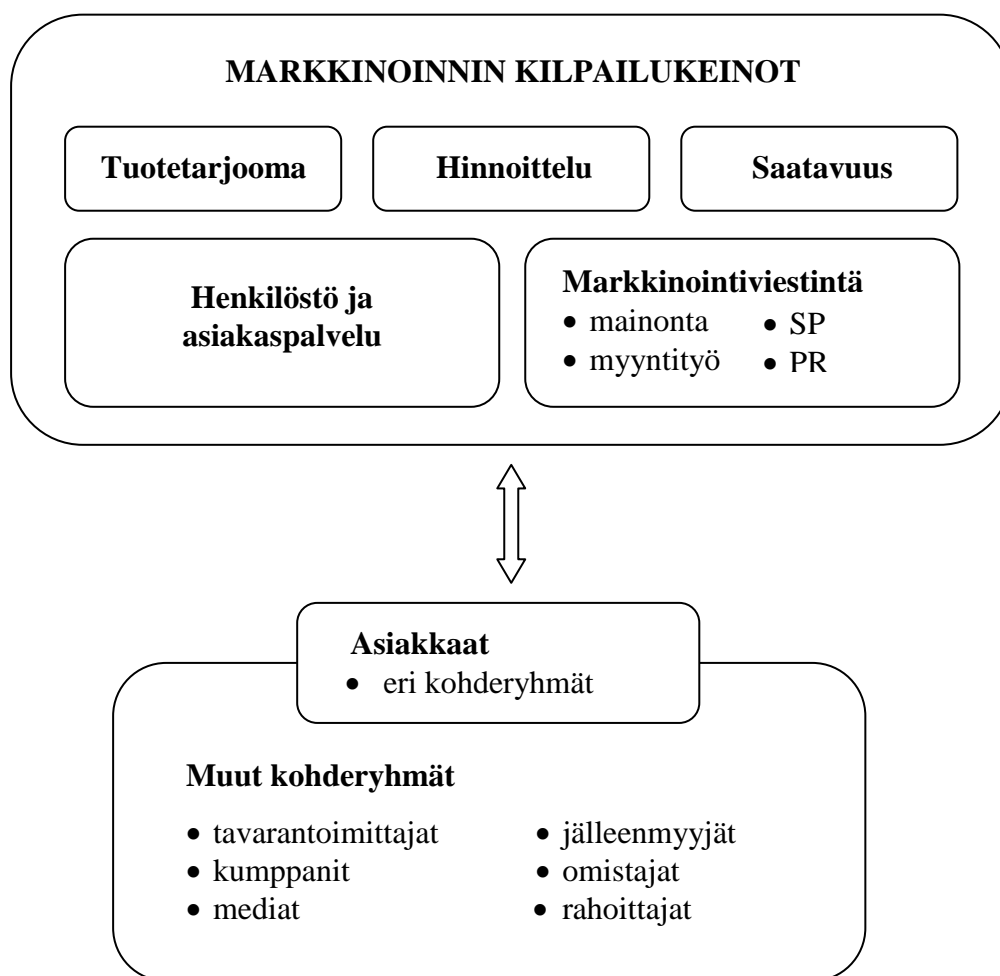 MARKKINOINNIN KILPAILUKEINOT
Tuotetarjooma
Hinnoittelu
Saatavuus
Henkilöstö ja
asiakaspalvelu
Markkinointiviestintä
• mainonta
• SP
• myyntityö
• PR
Asiakkaat
• eri kohderyhmät
Muut kohderyhmät
• tavarantoimittajat
• jälleenmyyjät
• kumppanit
• omistajat
• mediat
• rahoittajat